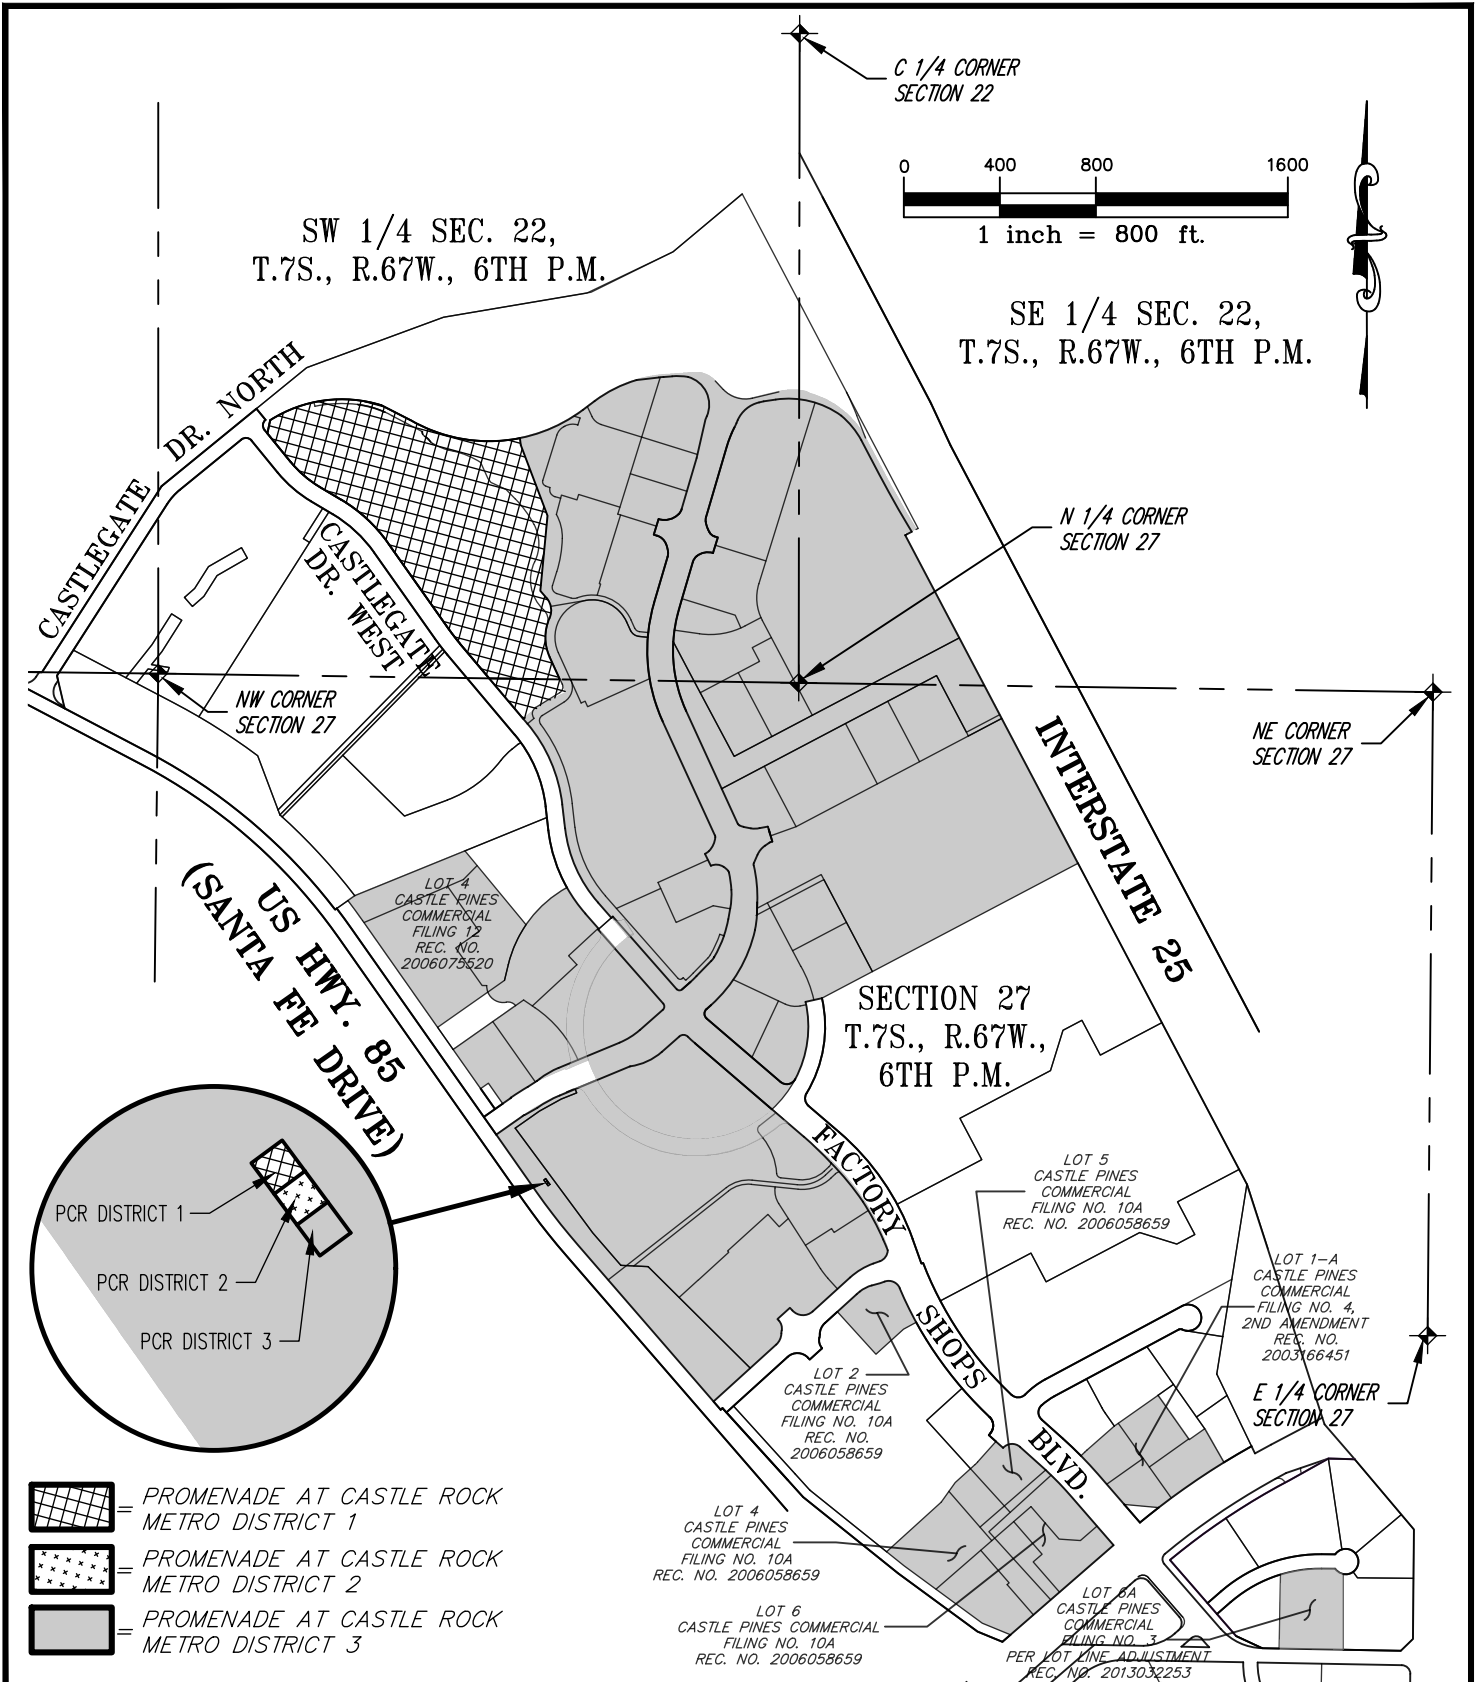 C 1/4 CORNER
SECTION 22
0 400 800 1600
1 inch = 800 ft.
SW 1/4 SEC. 22,
T.7S., R.67W., 6TH P.M.
SE 1/4 SEC. 22,
T.7S., R.67W., 6TH P.M.
CASTLEGATE DR. NORTH
CASTLEGATE
DR. WEST
N 1/4 CORNER
SECTION 27
NW CORNER
SECTION 27
NE CORNER
SECTION 27
INTERSTATE 25
US HWY. 85
(SANTA FE DRIVE)
LOT 4
CASTLE PINES
COMMERCIAL
FILING 12
REC. NO.
2006075520
SECTION 27
T.7S., R.67W.,
6TH P.M.
FACTORY SHOPS BLVD.
PCR DISTRICT 1
PCR DISTRICT 2
PCR DISTRICT 3
LOT 5
CASTLE PINES
COMMERCIAL
FILING NO. 10A
REC. NO. 2006058659
LOT 1-A
CASTLE PINES
COMMERCIAL
FILING NO. 4,
2ND AMENDMENT
REC. NO.
2003166451
E 1/4 CORNER
SECTION 27
LOT 2
CASTLE PINES
COMMERCIAL
FILING NO. 10A
REC. NO.
2006058659
= PROMENADE AT CASTLE ROCK
METRO DISTRICT 1
= PROMENADE AT CASTLE ROCK
METRO DISTRICT 2
= PROMENADE AT CASTLE ROCK
METRO DISTRICT 3
LOT 4
CASTLE PINES
COMMERCIAL
FILING NO. 10A
REC. NO. 2006058659
LOT 6
CASTLE PINES COMMERCIAL
FILING NO. 10A
REC. NO. 2006058659
LOT 6A
CASTLE PINES
COMMERCIAL
FILING NO. 3
PER LOT LINE ADJUSTMENT
REC. NO. 2013032253